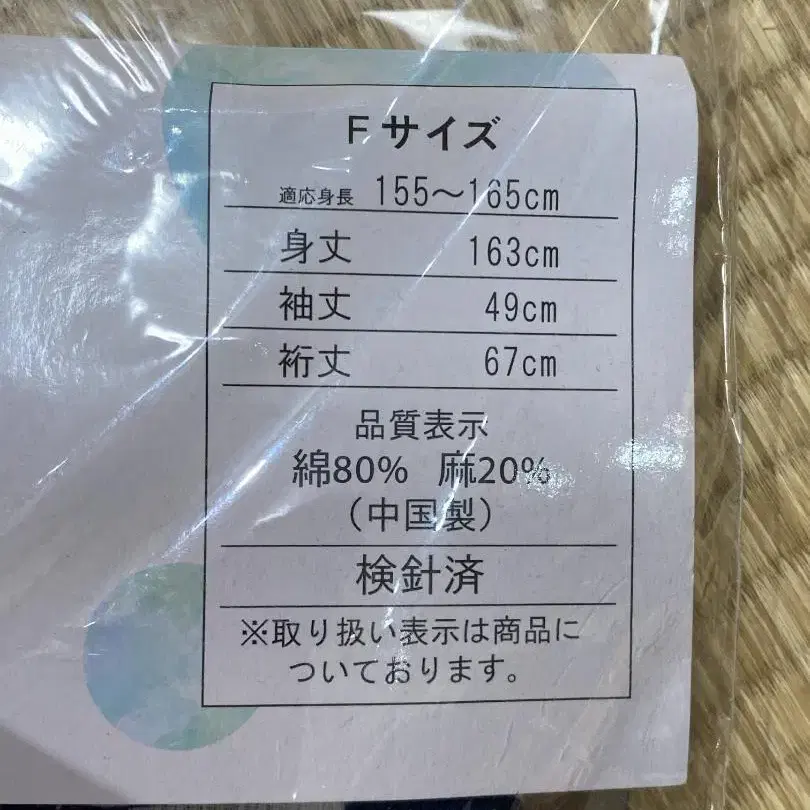 Fサイズ
適応身長 155～165cm
身丈 163cm
袖丈 49cm
裄丈 67cm
品質表示
綿80% 麻20%
（中国製）
検針済
※取り扱い表示は商品に
ついております。